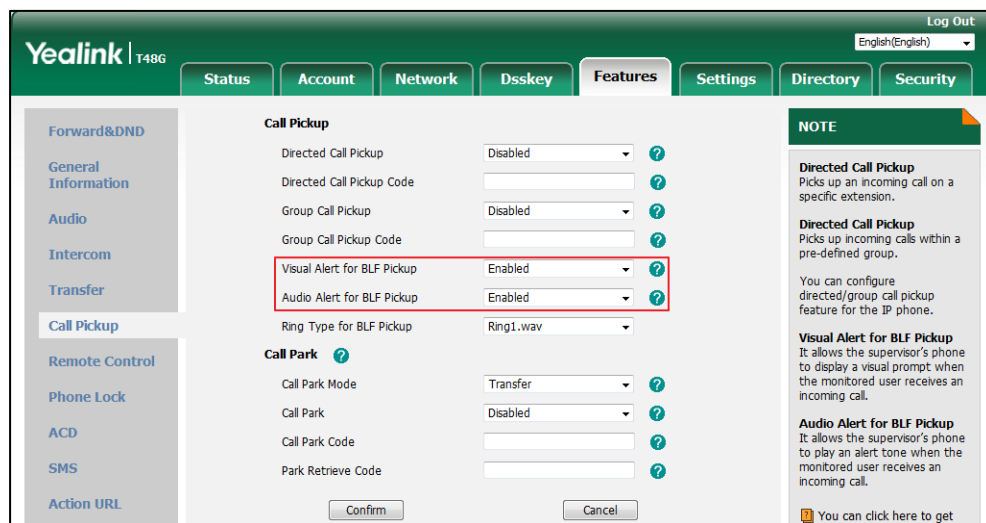 Log Out
English(English)
Yealink T48G
Status Account Network Dsskey Features Settings Directory Security
Forward&DND
General
Information
Audio
Intercom
Transfer
Call Pickup
Remote Control
Phone Lock
ACD
SMS
Action URL
Call Pickup
Directed Call Pickup Disabled
Directed Call Pickup Code
Group Call Pickup Disabled
Group Call Pickup Code
Visual Alert for BLF Pickup Enabled
Audio Alert for BLF Pickup Enabled
Ring Type for BLF Pickup Ring1.wav
Call Park
Call Park Mode Transfer
Call Park Disabled
Call Park Code
Park Retrieve Code
Confirm Cancel
NOTE
Directed Call Pickup
Picks up an incoming call on a
specific extension.
Directed Call Pickup
Picks up incoming calls within a
pre-defined group.
You can configure
directed/group call pickup
feature for the IP phone.
Visual Alert for BLF Pickup
It allows the supervisor's phone
to display a visual prompt when
the monitored user receives an
incoming call.
Audio Alert for BLF Pickup
It allows the supervisor's phone
to play an alert tone when the
monitored user receives an
incoming call.
You can click here to get